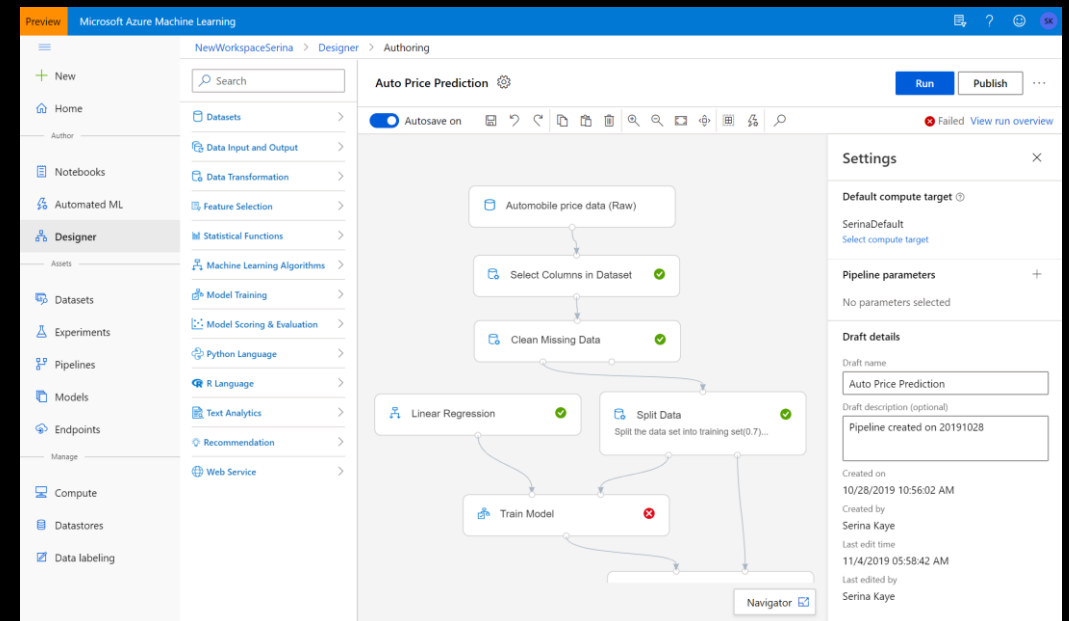 Preview
Microsoft Azure Machine Learning
SK
New
Home
Author
Notebooks
Automated ML
Designer
Assets
Datasets
Experiments
Pipelines
Models
Endpoints
Manage
Compute
Datastores
Data labeling
NewWorkspaceSerina > Designer > Authoring
Search
Datasets
Data Input and Output
Data Transformation
Feature Selection
Statistical Functions
Machine Learning Algorithms
Model Training
Model Scoring & Evaluation
Python Language
R Language
Text Analytics
Recommendation
Web Service
Auto Price Prediction
Run
Publish
Autosave on
Failed View run overview
Automobile price data (Raw)
Select Columns in Dataset
Clean Missing Data
Linear Regression
Split Data
Split the data set into training set(0.7)...
Train Model
Navigator
Settings
Default compute target
SerinaDefault
Select compute target
Pipeline parameters
No parameters selected
Draft details
Draft name
Auto Price Prediction
Draft description (optional)
Pipeline created on 20191028
Created on
10/28/2019 10:56:02 AM
Created by
Serina Kaye
Last edit time
11/4/2019 05:58:42 AM
Last edited by
Serina Kaye